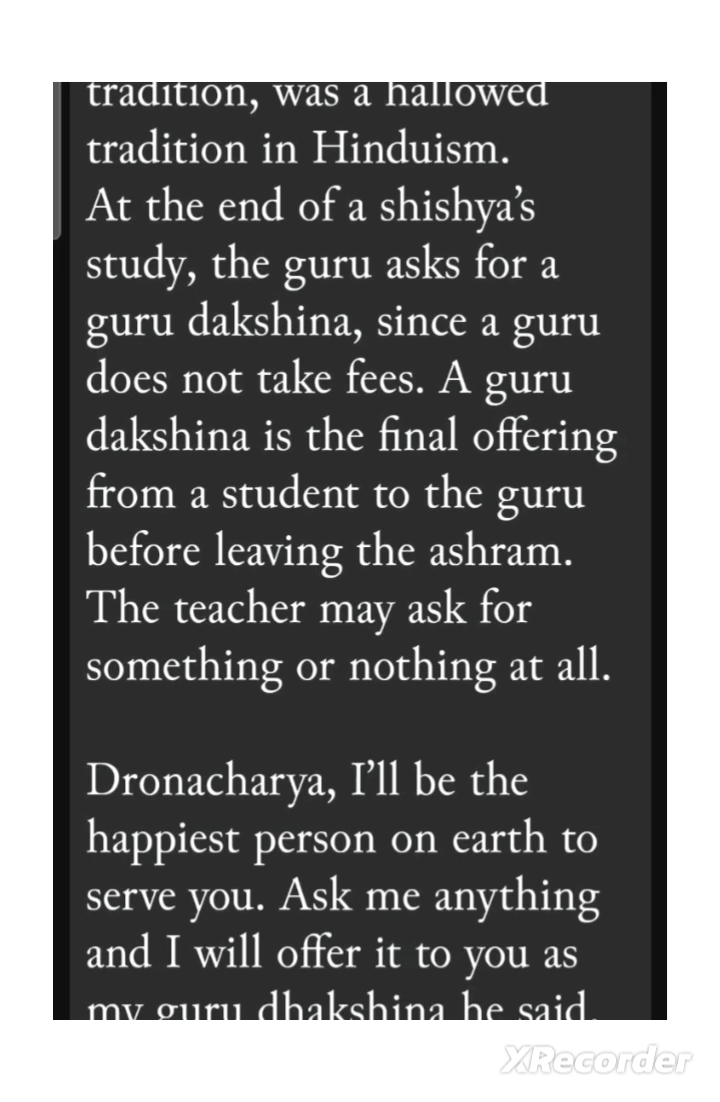 tradition, was a hallowed
tradition in Hinduism.
At the end of a shishya’s
study, the guru asks for a
guru dakshina, since a guru
does not take fees. A guru
dakshina is the final offering
from a student to the guru
before leaving the ashram.
The teacher may ask for
something or nothing at all.
Dronacharya, I’ll be the
happiest person on earth to
serve you. Ask me anything
and I will offer it to you as
my guru dhakshina he said.
XRecorder